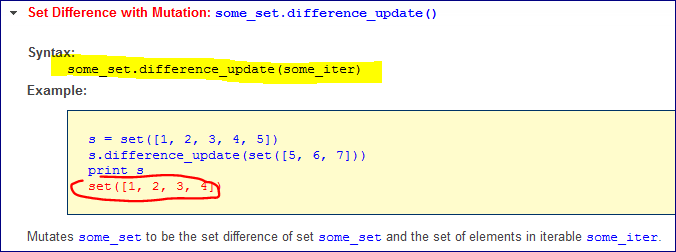 Set Difference with Mutation: some_set.difference_update()
Syntax:
some_set.difference_update(some_iter)
Example:
s = set([1, 2, 3, 4, 5])
s.difference_update(set([5, 6, 7]))
print s
set([1, 2, 3, 4])
Mutates some_set to be the set difference of set some_set and the set of elements in iterable some_iter.